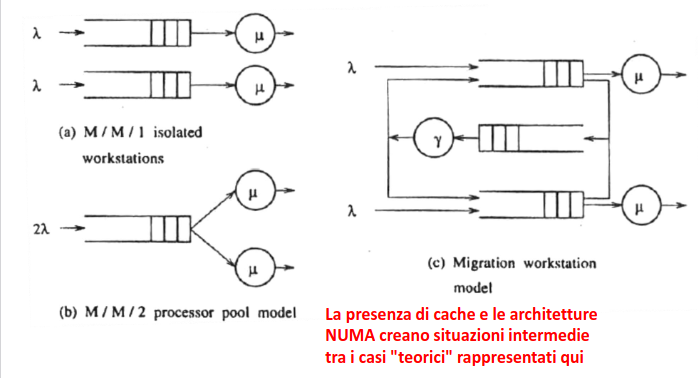 λ
μ
λ
μ
(a) M/M/1 isolated
workstations
2λ
μ
μ
(b) M/M/2 processor pool model
λ
μ
γ
λ
μ
(c) Migration workstation
model
La presenza di cache e le architetture
NUMA creano situazioni intermedie
tra i casi "teorici" rappresentati qui